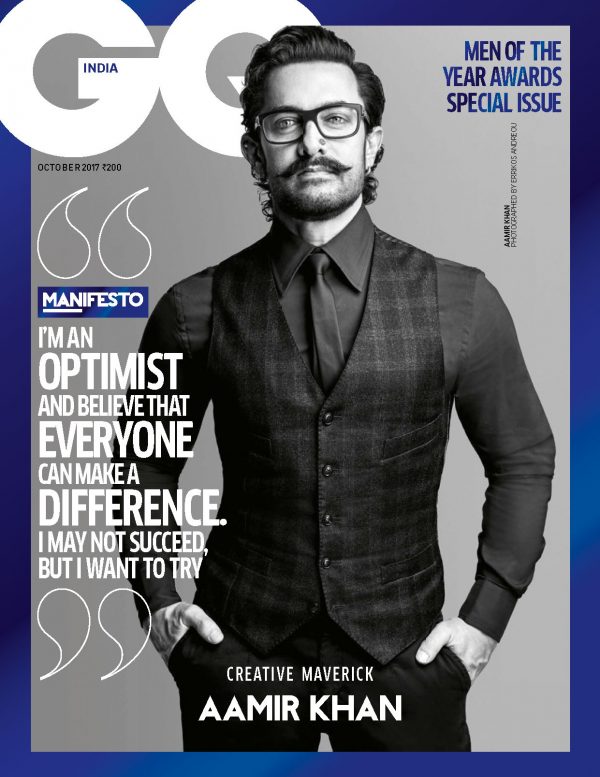 GQ
INDIA
MEN OF THE
YEAR AWARDS
SPECIAL ISSUE
OCTOBER 2017 ₹200
AAMIR KHAN
PHOTOGRAPHED BY ERRIKOS ANDREOU
“
MANIFESTO
I’M AN
OPTIMIST
AND BELIEVE THAT
EVERYONE
CAN MAKE A
DIFFERENCE.
I MAY NOT SUCCEED,
BUT I WANT TO TRY
”
CREATIVE MAVERICK
AAMIR KHAN